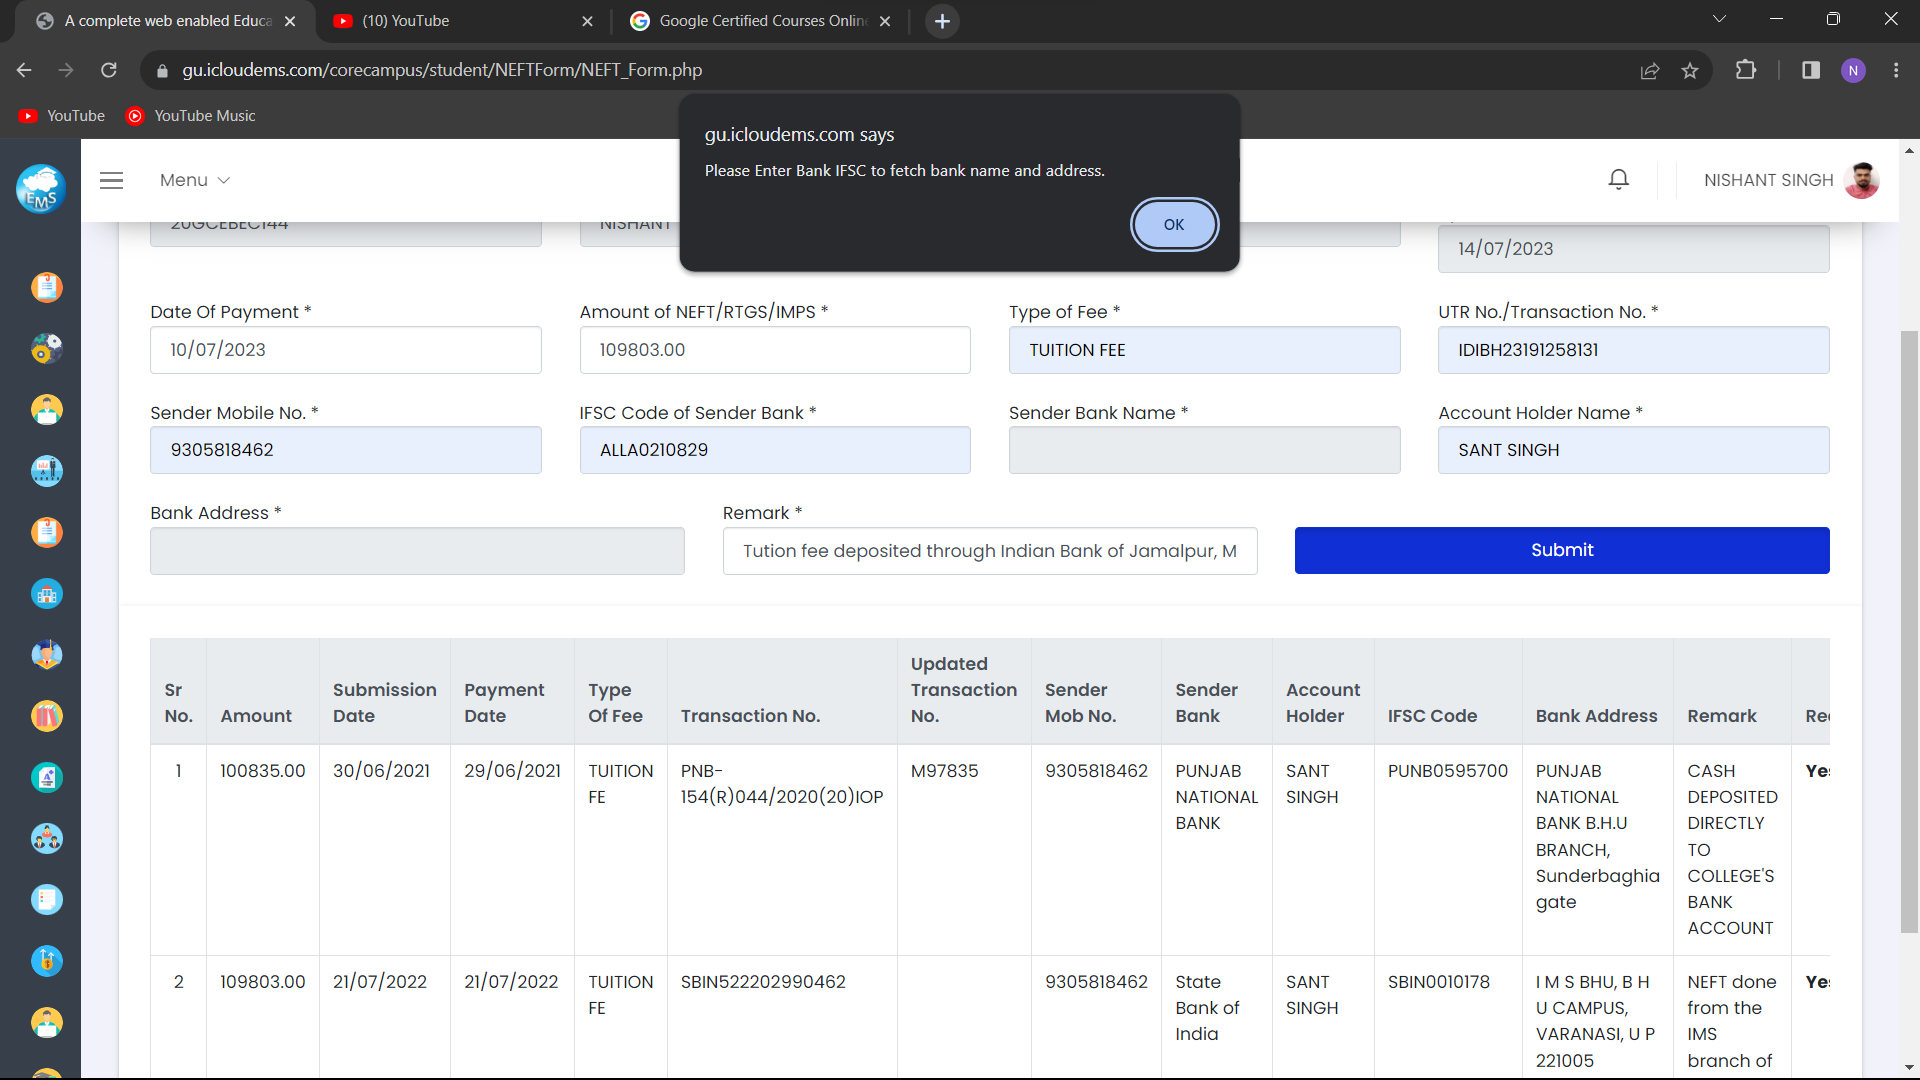 A complete web enabled Educa
(10) YouTube
Google Certified Courses Onlin
gu.icloudems.com/corecampus/student/NEFTForm/NEFT_Form.php
N
YouTube
YouTube Music
gu.icloudems.com says
Please Enter Bank IFSC to fetch bank name and address.
OK
EMS
Menu
NISHANT SINGH
20GCEBEC144
NISHANT
14/07/2023
Date Of Payment *
Amount of NEFT/RTGS/IMPS *
Type of Fee *
UTR No./Transaction No. *
10/07/2023
109803.00
TUITION FEE
IDIBH23191258131
Sender Mobile No. *
IFSC Code of Sender Bank *
Sender Bank Name *
Account Holder Name *
9305818462
ALLA0210829
SANT SINGH
Bank Address *
Remark *
Tution fee deposited through Indian Bank of Jamalpur, M
Submit
Sr No.
Amount
Submission Date
Payment Date
Type Of Fee
Transaction No.
Updated Transaction No.
Sender Mob No.
Sender Bank
Account Holder
IFSC Code
Bank Address
Remark
Re
1
100835.00
30/06/2021
29/06/2021
TUITION FE
PNB-154(R)044/2020(20)IOP
M97835
9305818462
PUNJAB NATIONAL BANK
SANT SINGH
PUNB0595700
PUNJAB NATIONAL BANK B.H.U BRANCH, Sunderbaghia gate
CASH DEPOSITED DIRECTLY TO COLLEGE'S BANK ACCOUNT
Yes
2
109803.00
21/07/2022
21/07/2022
TUITION FE
SBIN522202990462
9305818462
State Bank of India
SANT SINGH
SBIN0010178
I M S BHU, B H U CAMPUS, VARANASI, U P 221005
NEFT done from the IMS branch of
Yes